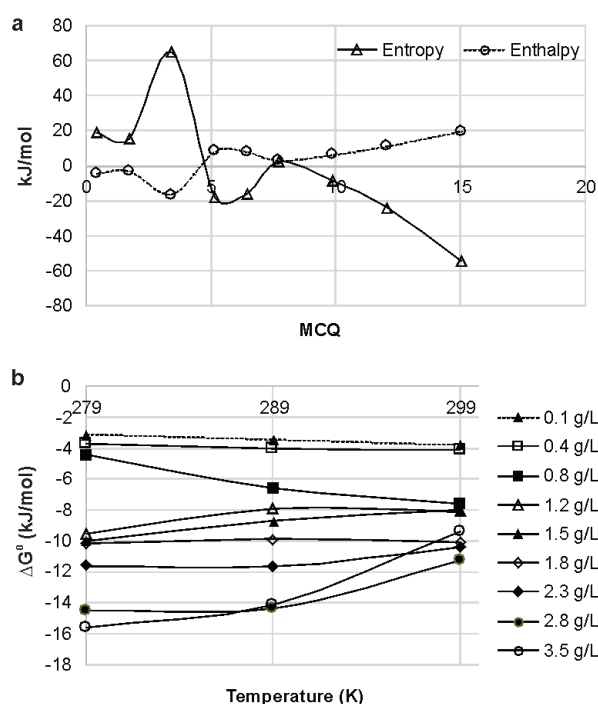 a
80
60
40
20
0
-20
-40
-60
-80
kJ/mol
Entropy
Enthalpy
0 5 10 15 20
MCQ
b
0
-2
-4
-6
-8
-10
-12
-14
-16
-18
ΔG⁰ (kJ/mol)
279 289 299
Temperature (K)
0.1 g/L
0.4 g/L
0.8 g/L
1.2 g/L
1.5 g/L
1.8 g/L
2.3 g/L
2.8 g/L
3.5 g/L